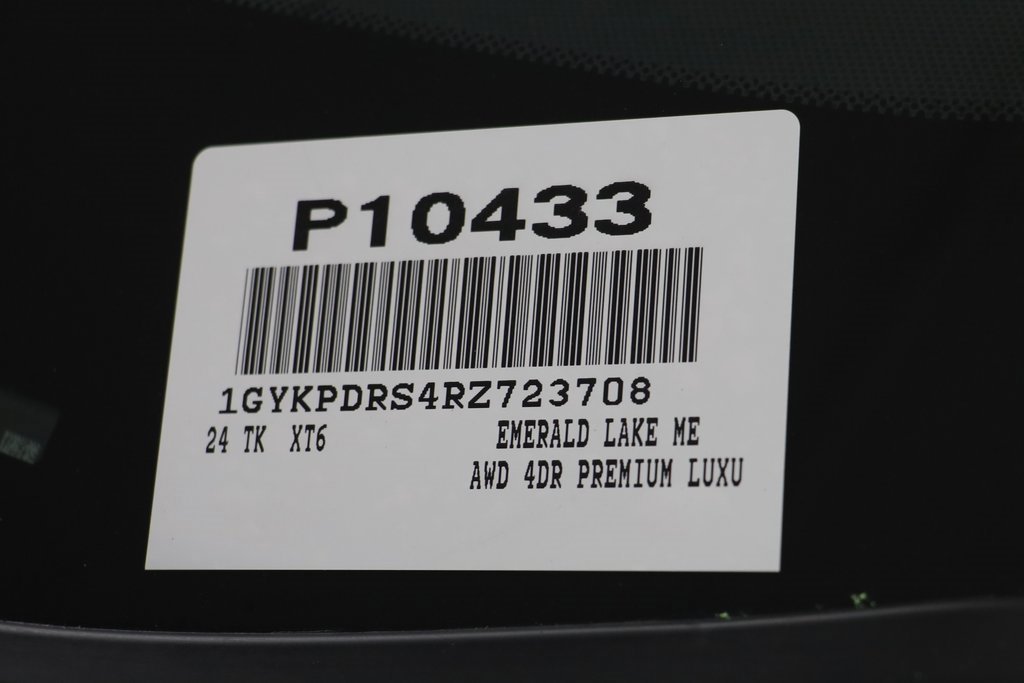 P10433
1GYKPDRS4RZ723708
24 TK XT6 EMERALD LAKE ME
AWD 4DR PREMIUM LUXU